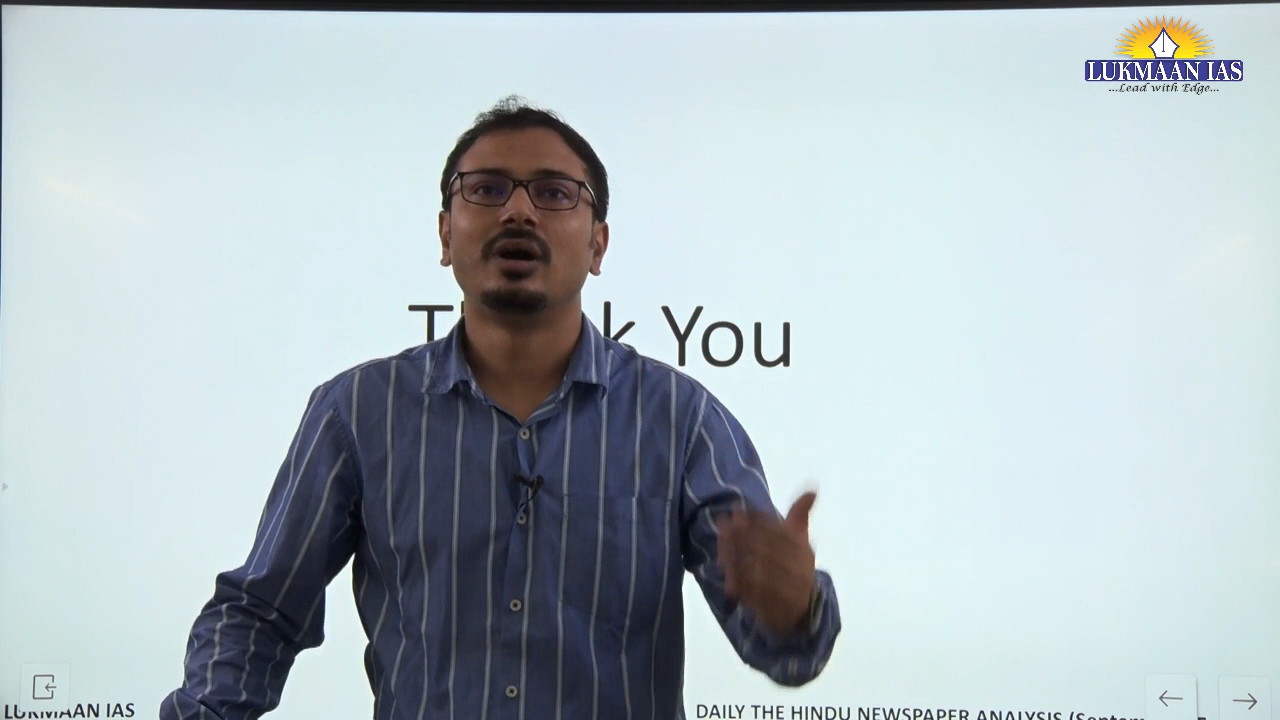 LUKMAAN IAS
...Lead with Edge...
You
LUKMAAN IAS
DAILY THE HINDU NEWSPAPER ANALYSIS